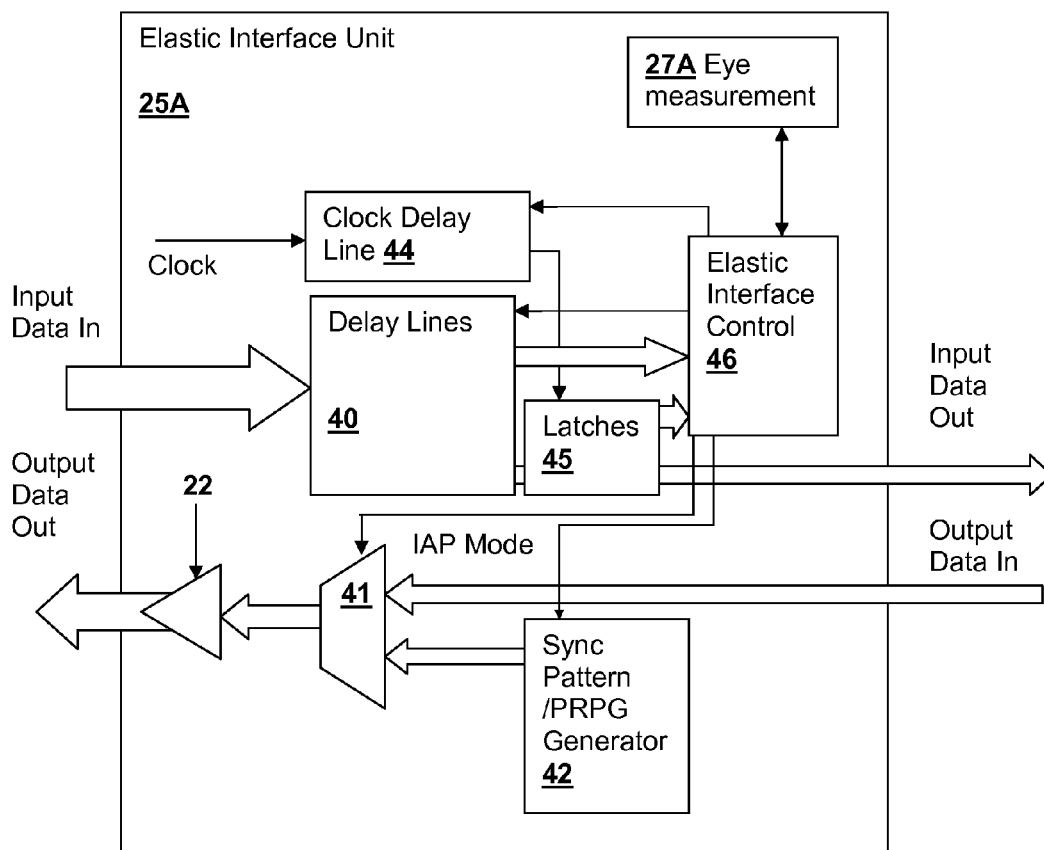 Elastic Interface Unit
25A
27A Eye
measurement
Clock Delay
Line 44
Clock
Elastic
Interface
Control
46
Input
Data In
Delay Lines
40
Input
Data
Out
Latches
45
Output
Data
Out
22
IAP Mode
Output
Data In
41
Sync
Pattern
/PRPG
Generator
42